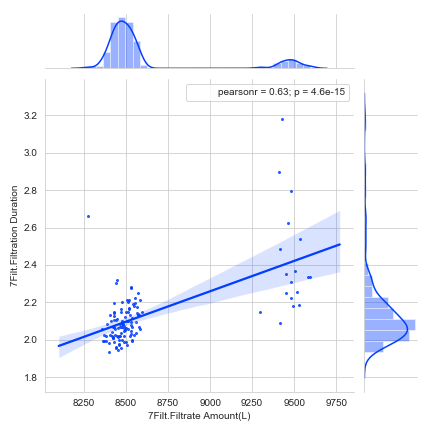 pearsonr = 0.63; p = 4.6e-15
3.2
3.0
2.8
2.6
2.4
2.2
2.0
1.8
7Filt.Filtration Duration
8250 8500 8750 9000 9250 9500 9750
7Filt.Filtrate Amount(L)